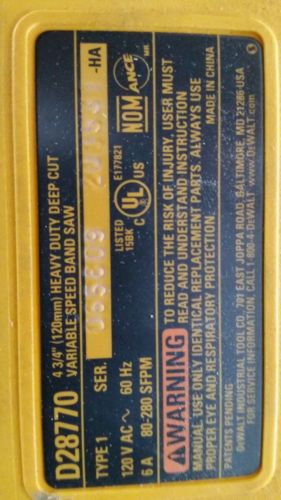 D28770
4 3/4" (120mm) HEAVY DUTY DEEP CUT
VARIABLE SPEED BAND SAW
TYPE 1 SER.
-HA
120 V AC~ 60 Hz
6 A 80-280 SFPM
LISTED
15BK
C UL US
E177821
NOM ANCE
MR
WARNING
TO REDUCE THE RISK OF INJURY, USER MUST
READ AND UNDERSTAND INSTRUCTION
MANUAL. USE ONLY IDENTICAL REPLACEMENT PARTS. ALWAYS USE
PROPER EYE AND RESPIRATORY PROTECTION.
MADE IN CHINA
PATENTS PENDING
DEWALT INDUSTRIAL TOOL CO., 701 EAST JOPPA ROAD, BALTIMORE, MD 21286 USA
FOR SERVICE INFORMATION, CALL 1-800-4-DEWALT www.DEWALT.com